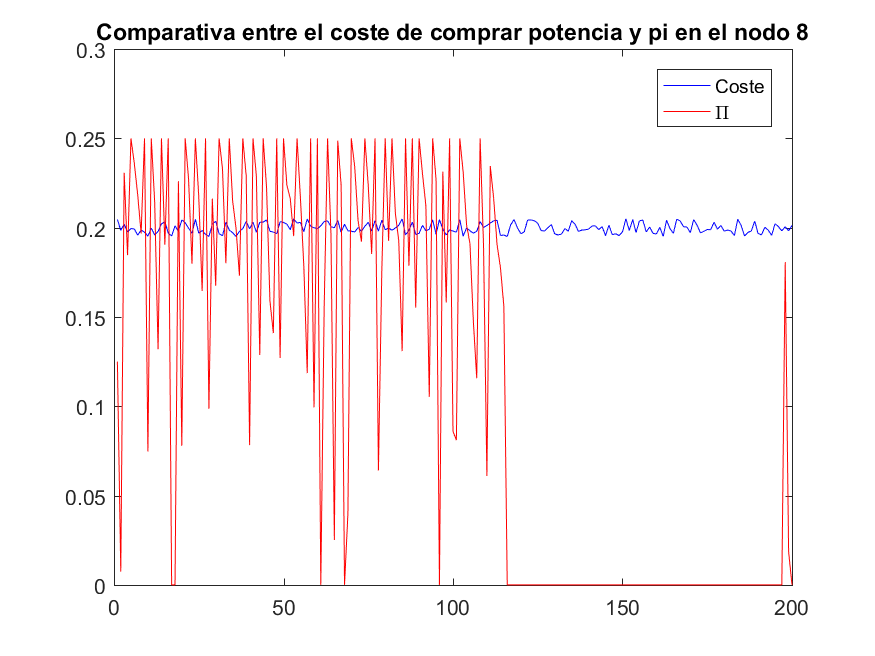 Comparativa entre el coste de comprar potencia y pi en el nodo 8
0.3
0.25
0.2
0.15
0.1
0.05
0
0 50 100 150 200
Coste
Π